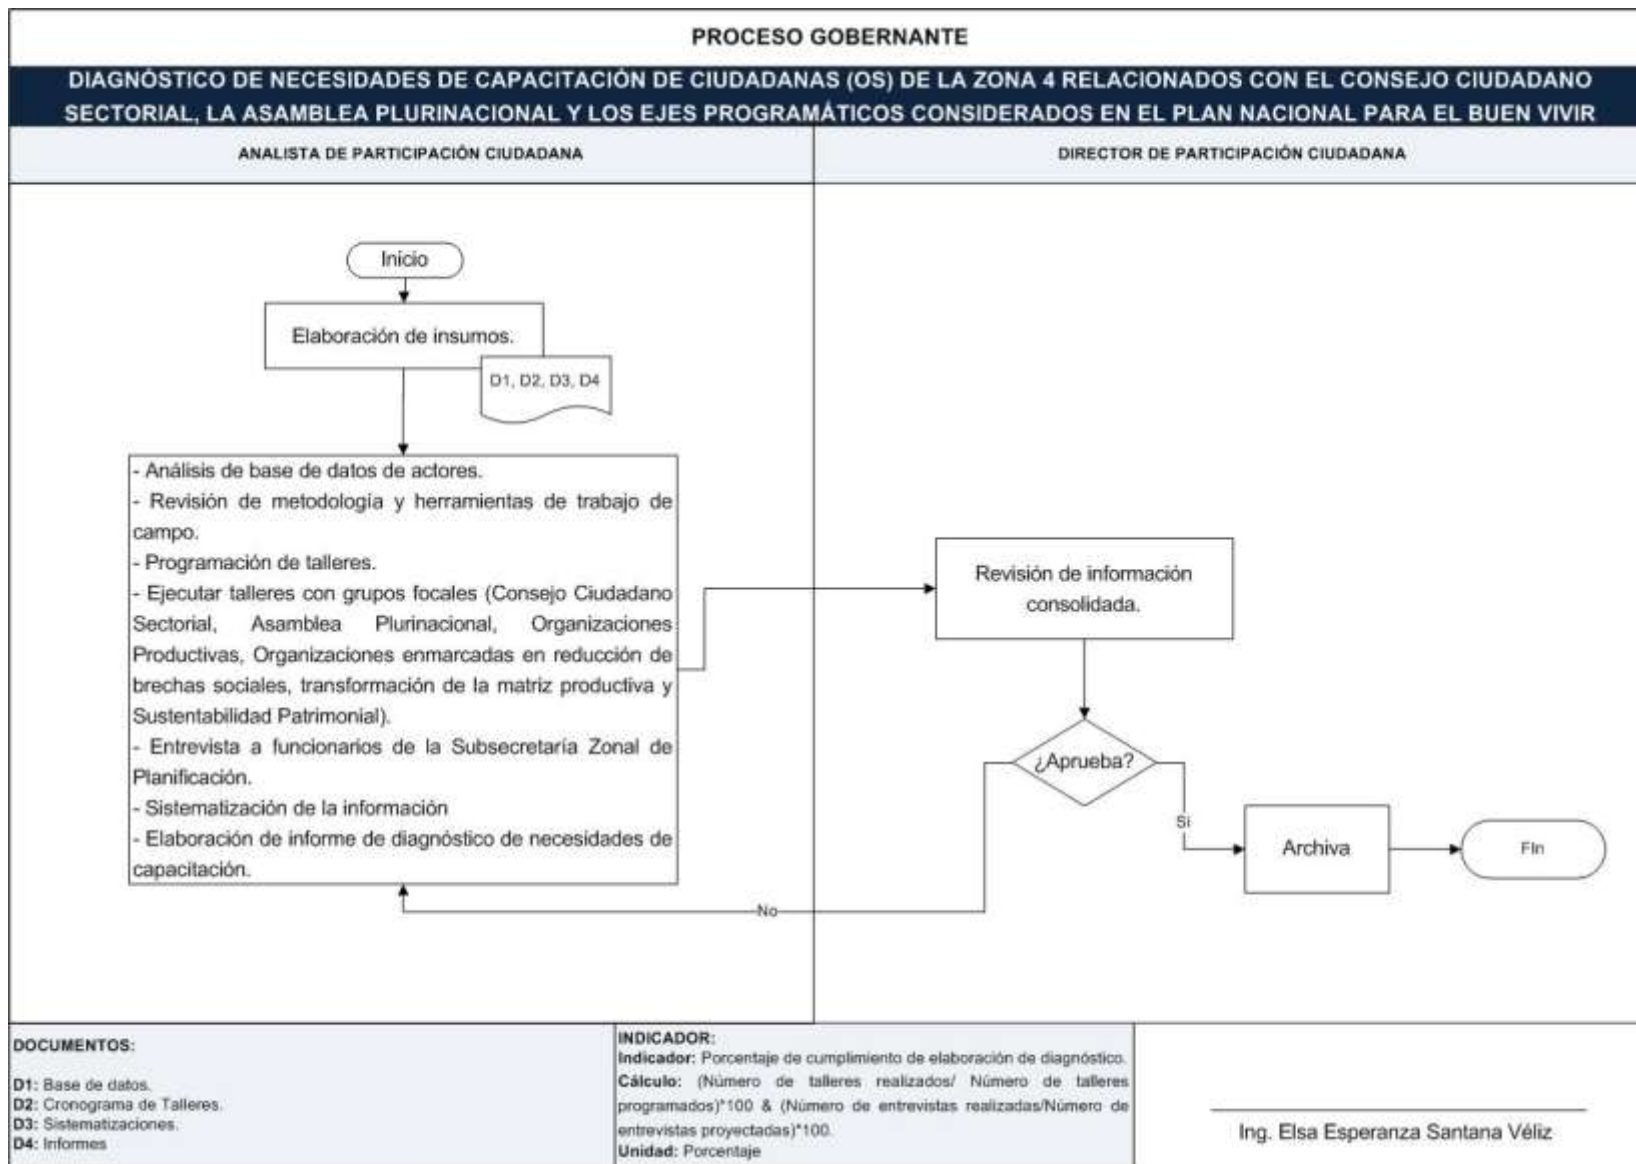 PROCESO GOBERNANTE
DIAGNÓSTICO DE NECESIDADES DE CAPACITACIÓN DE CIUDADANAS (OS) DE LA ZONA 4 RELACIONADOS CON EL CONSEJO CIUDADANO
SECTORIAL, LA ASAMBLEA PLURINACIONAL Y LOS EJES PROGRAMÁTICOS CONSIDERADOS EN EL PLAN NACIONAL PARA EL BUEN VIVIR
ANALISTA DE PARTICIPACIÓN CIUDADANA
DIRECTOR DE PARTICIPACIÓN CIUDADANA
Inicio
Elaboración de insumos.
D1, D2, D3, D4
- Análisis de base de datos de actores.
- Revisión de metodología y herramientas de trabajo de
campo.
- Programación de talleres.
- Ejecutar talleres con grupos focales (Consejo Ciudadano
Sectorial, Asamblea Plurinacional, Organizaciones
Productivas, Organizaciones enmarcadas en reducción de
brechas sociales, transformación de la matriz productiva y
Sustentabilidad Patrimonial).
- Entrevista a funcionarios de la Subsecretaría Zonal de
Planificación.
- Sistematización de la información
- Elaboración de informe de diagnóstico de necesidades de
capacitación.
Revisión de información
consolidada.
¿Aprueba?
Si
Archiva
FIn
No
DOCUMENTOS:
D1: Base de datos.
D2: Cronograma de Talleres.
D3: Sistematizaciones.
D4: Informes
INDICADOR:
Indicador: Porcentaje de cumplimiento de elaboración de diagnóstico.
Cálculo: (Número de talleres realizados/ Número de talleres
programados)*100 & (Número de entrevistas realizadas/Número de
entrevistas proyectadas)*100.
Unidad: Porcentaje
Ing. Elsa Esperanza Santana Véliz